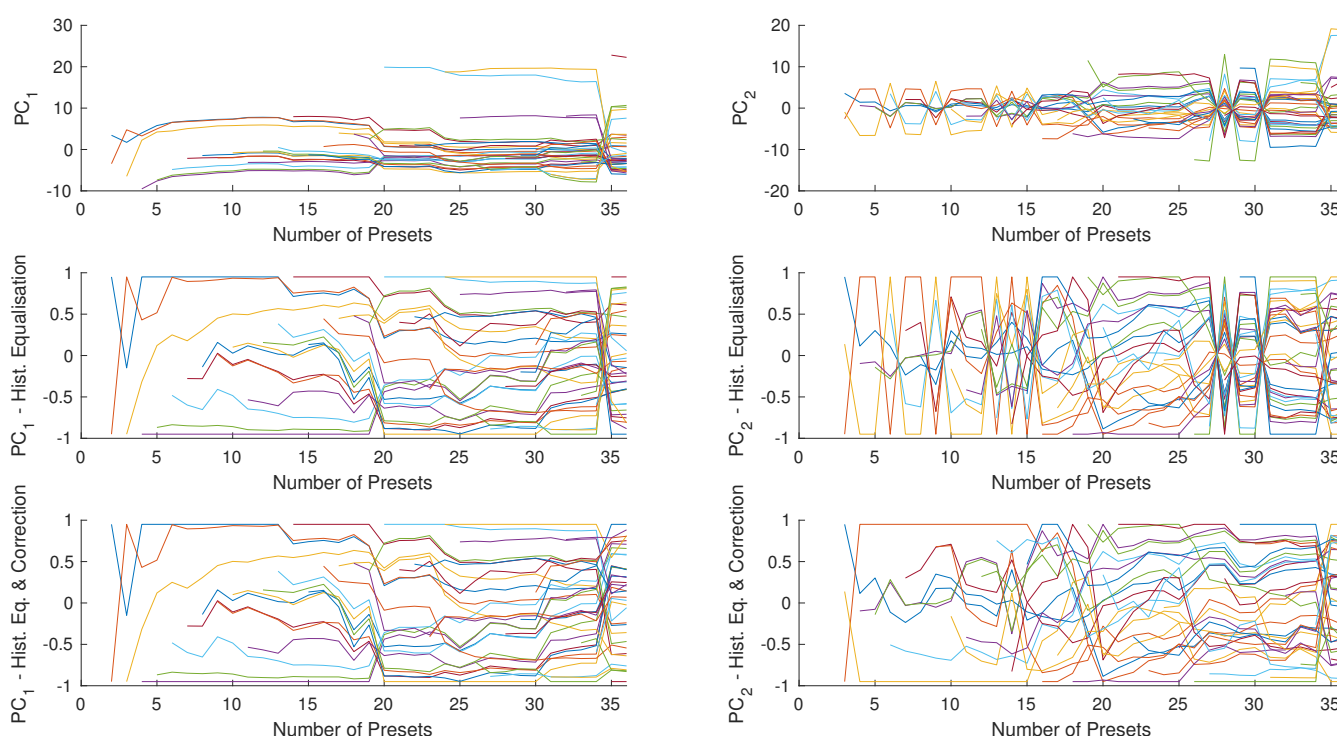 30
20
10
0
-10
PC1
0 5 10 15 20 25 30 35
Number of Presets
20
10
0
-10
-20
PC2
0 5 10 15 20 25 30 35
Number of Presets
1
0.5
0
-0.5
-1
PC1 - Hist. Equalisation
0 5 10 15 20 25 30 35
Number of Presets
1
0.5
0
-0.5
-1
PC2 - Hist. Equalisation
0 5 10 15 20 25 30 35
Number of Presets
1
0.5
0
-0.5
-1
PC1 - Hist. Eq. & Correction
0 5 10 15 20 25 30 35
Number of Presets
1
0.5
0
-0.5
-1
PC2 - Hist. Eq. & Correction
0 5 10 15 20 25 30 35
Number of Presets